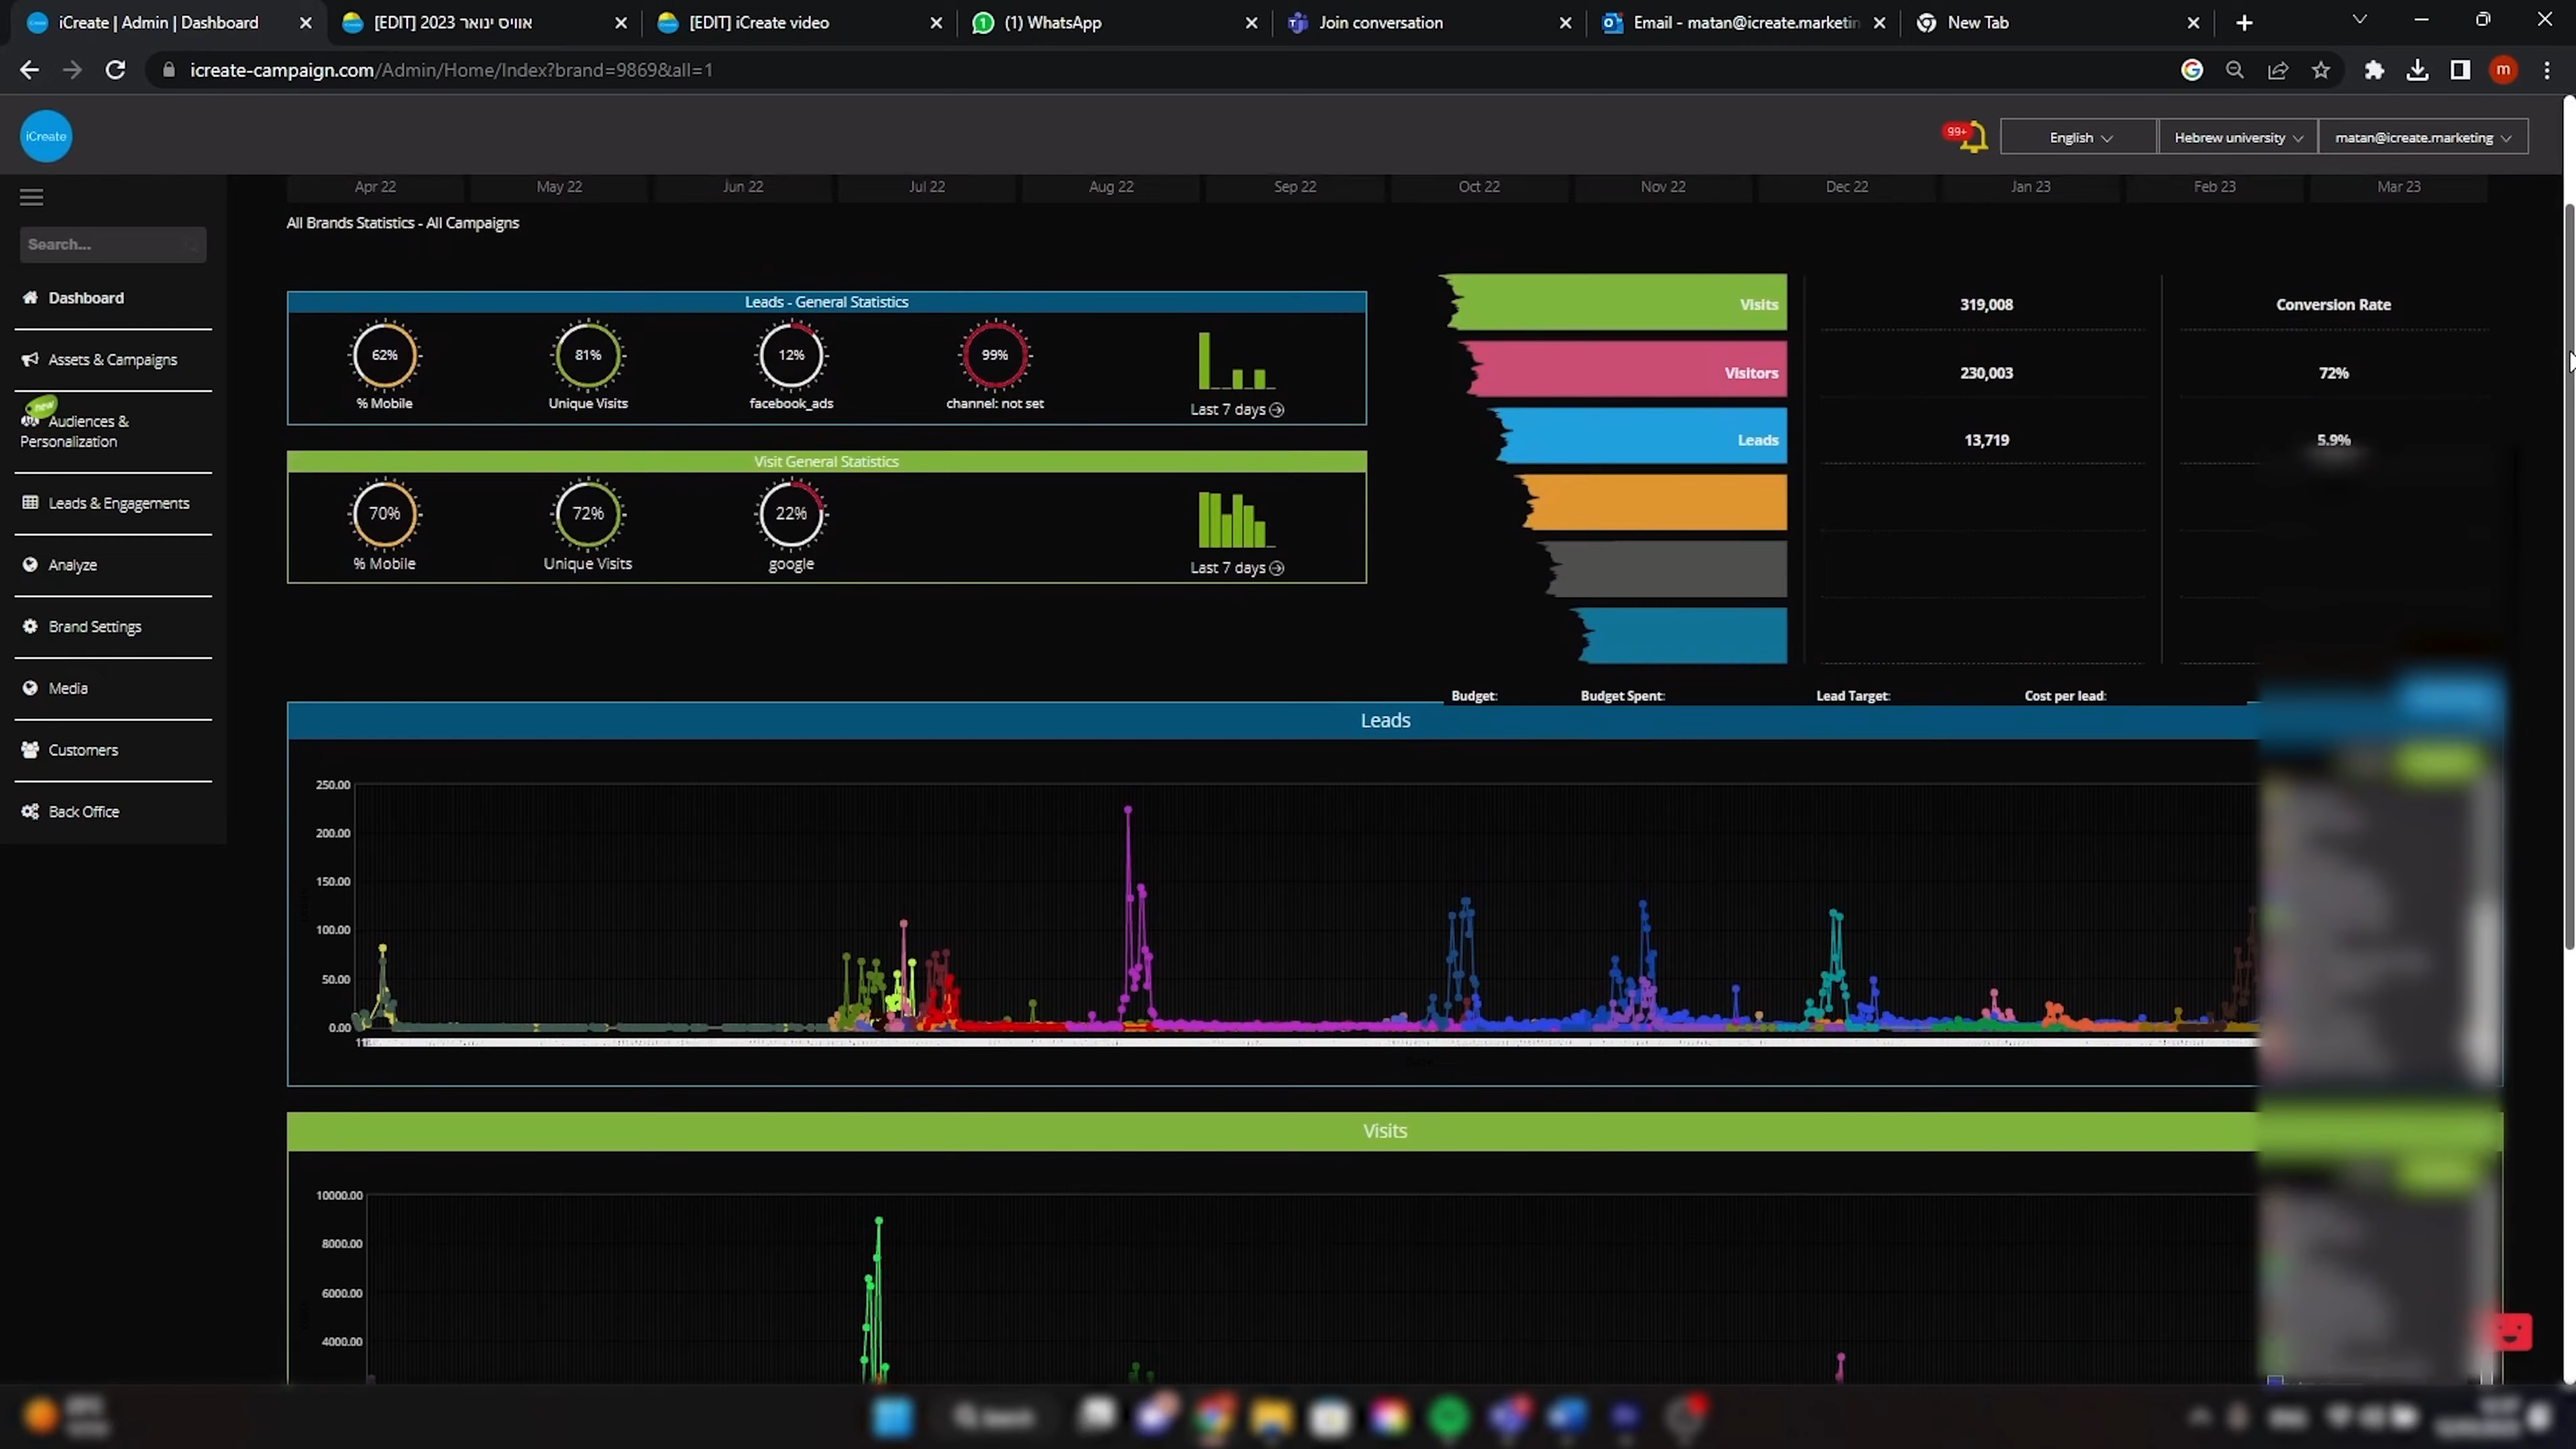 iCreate | Admin | Dashboard
[EDIT] אוויס ינואר 2023
[EDIT] iCreate video
(1) WhatsApp
Join conversation
Email - matan@icreate.marketin
New Tab
icreate-campaign.com/Admin/Home/Index?brand=9869&all=1
m
iCreate
99+
English
Hebrew university
matan@icreate.marketing
Apr 22
May 22
Jun 22
Jul 22
Aug 22
Sep 22
Oct 22
Nov 22
Dec 22
Jan 23
Feb 23
Mar 23
Search...
Dashboard
Assets & Campaigns
new
Audiences &
Personalization
Leads & Engagements
Analyze
Brand Settings
Media
Customers
Back Office
All Brands Statistics - All Campaigns
Leads - General Statistics
62%
81%
12%
99%
% Mobile
Unique Visits
facebook_ads
channel: not set
Last 7 days
Visit General Statistics
70%
72%
22%
% Mobile
Unique Visits
google
Last 7 days
Visits
319,008
Conversion Rate
Visitors
230,003
72%
Leads
13,719
5.9%
Budget:
Budget Spent:
Lead Target:
Cost per lead:
Leads
250.00
200.00
150.00
100.00
50.00
0.00
Visits
10000.00
8000.00
6000.00
4000.00